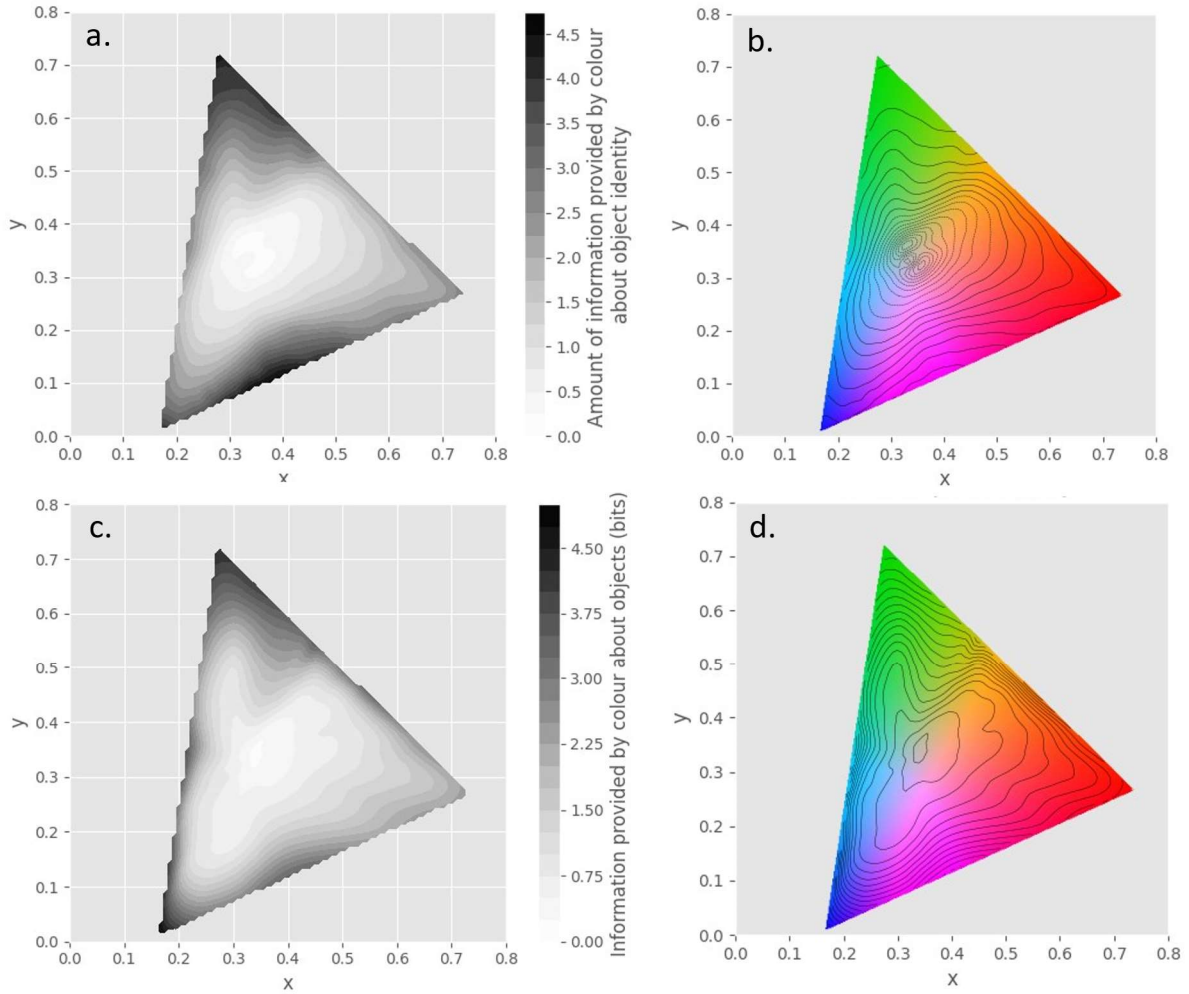 a.
0.8
0.7
0.6
0.5
0.4
0.3
0.2
0.1
0.0
y
0.0 0.1 0.2 0.3 0.4 0.5 0.6 0.7 0.8
x
4.5
4.0
3.5
3.0
2.5
2.0
1.5
1.0
0.5
0.0
Amount of information provided by colour
about object identity
b.
0.8
0.7
0.6
0.5
0.4
0.3
0.2
0.1
0.0
y
0.0 0.1 0.2 0.3 0.4 0.5 0.6 0.7 0.8
x
c.
0.8
0.7
0.6
0.5
0.4
0.3
0.2
0.1
0.0
y
0.0 0.1 0.2 0.3 0.4 0.5 0.6 0.7 0.8
x
4.50
3.75
3.00
2.25
1.50
0.75
0.00
Information provided by colour about objects (bits)
d.
0.8
0.7
0.6
0.5
0.4
0.3
0.2
0.1
0.0
y
0.0 0.1 0.2 0.3 0.4 0.5 0.6 0.7 0.8
x